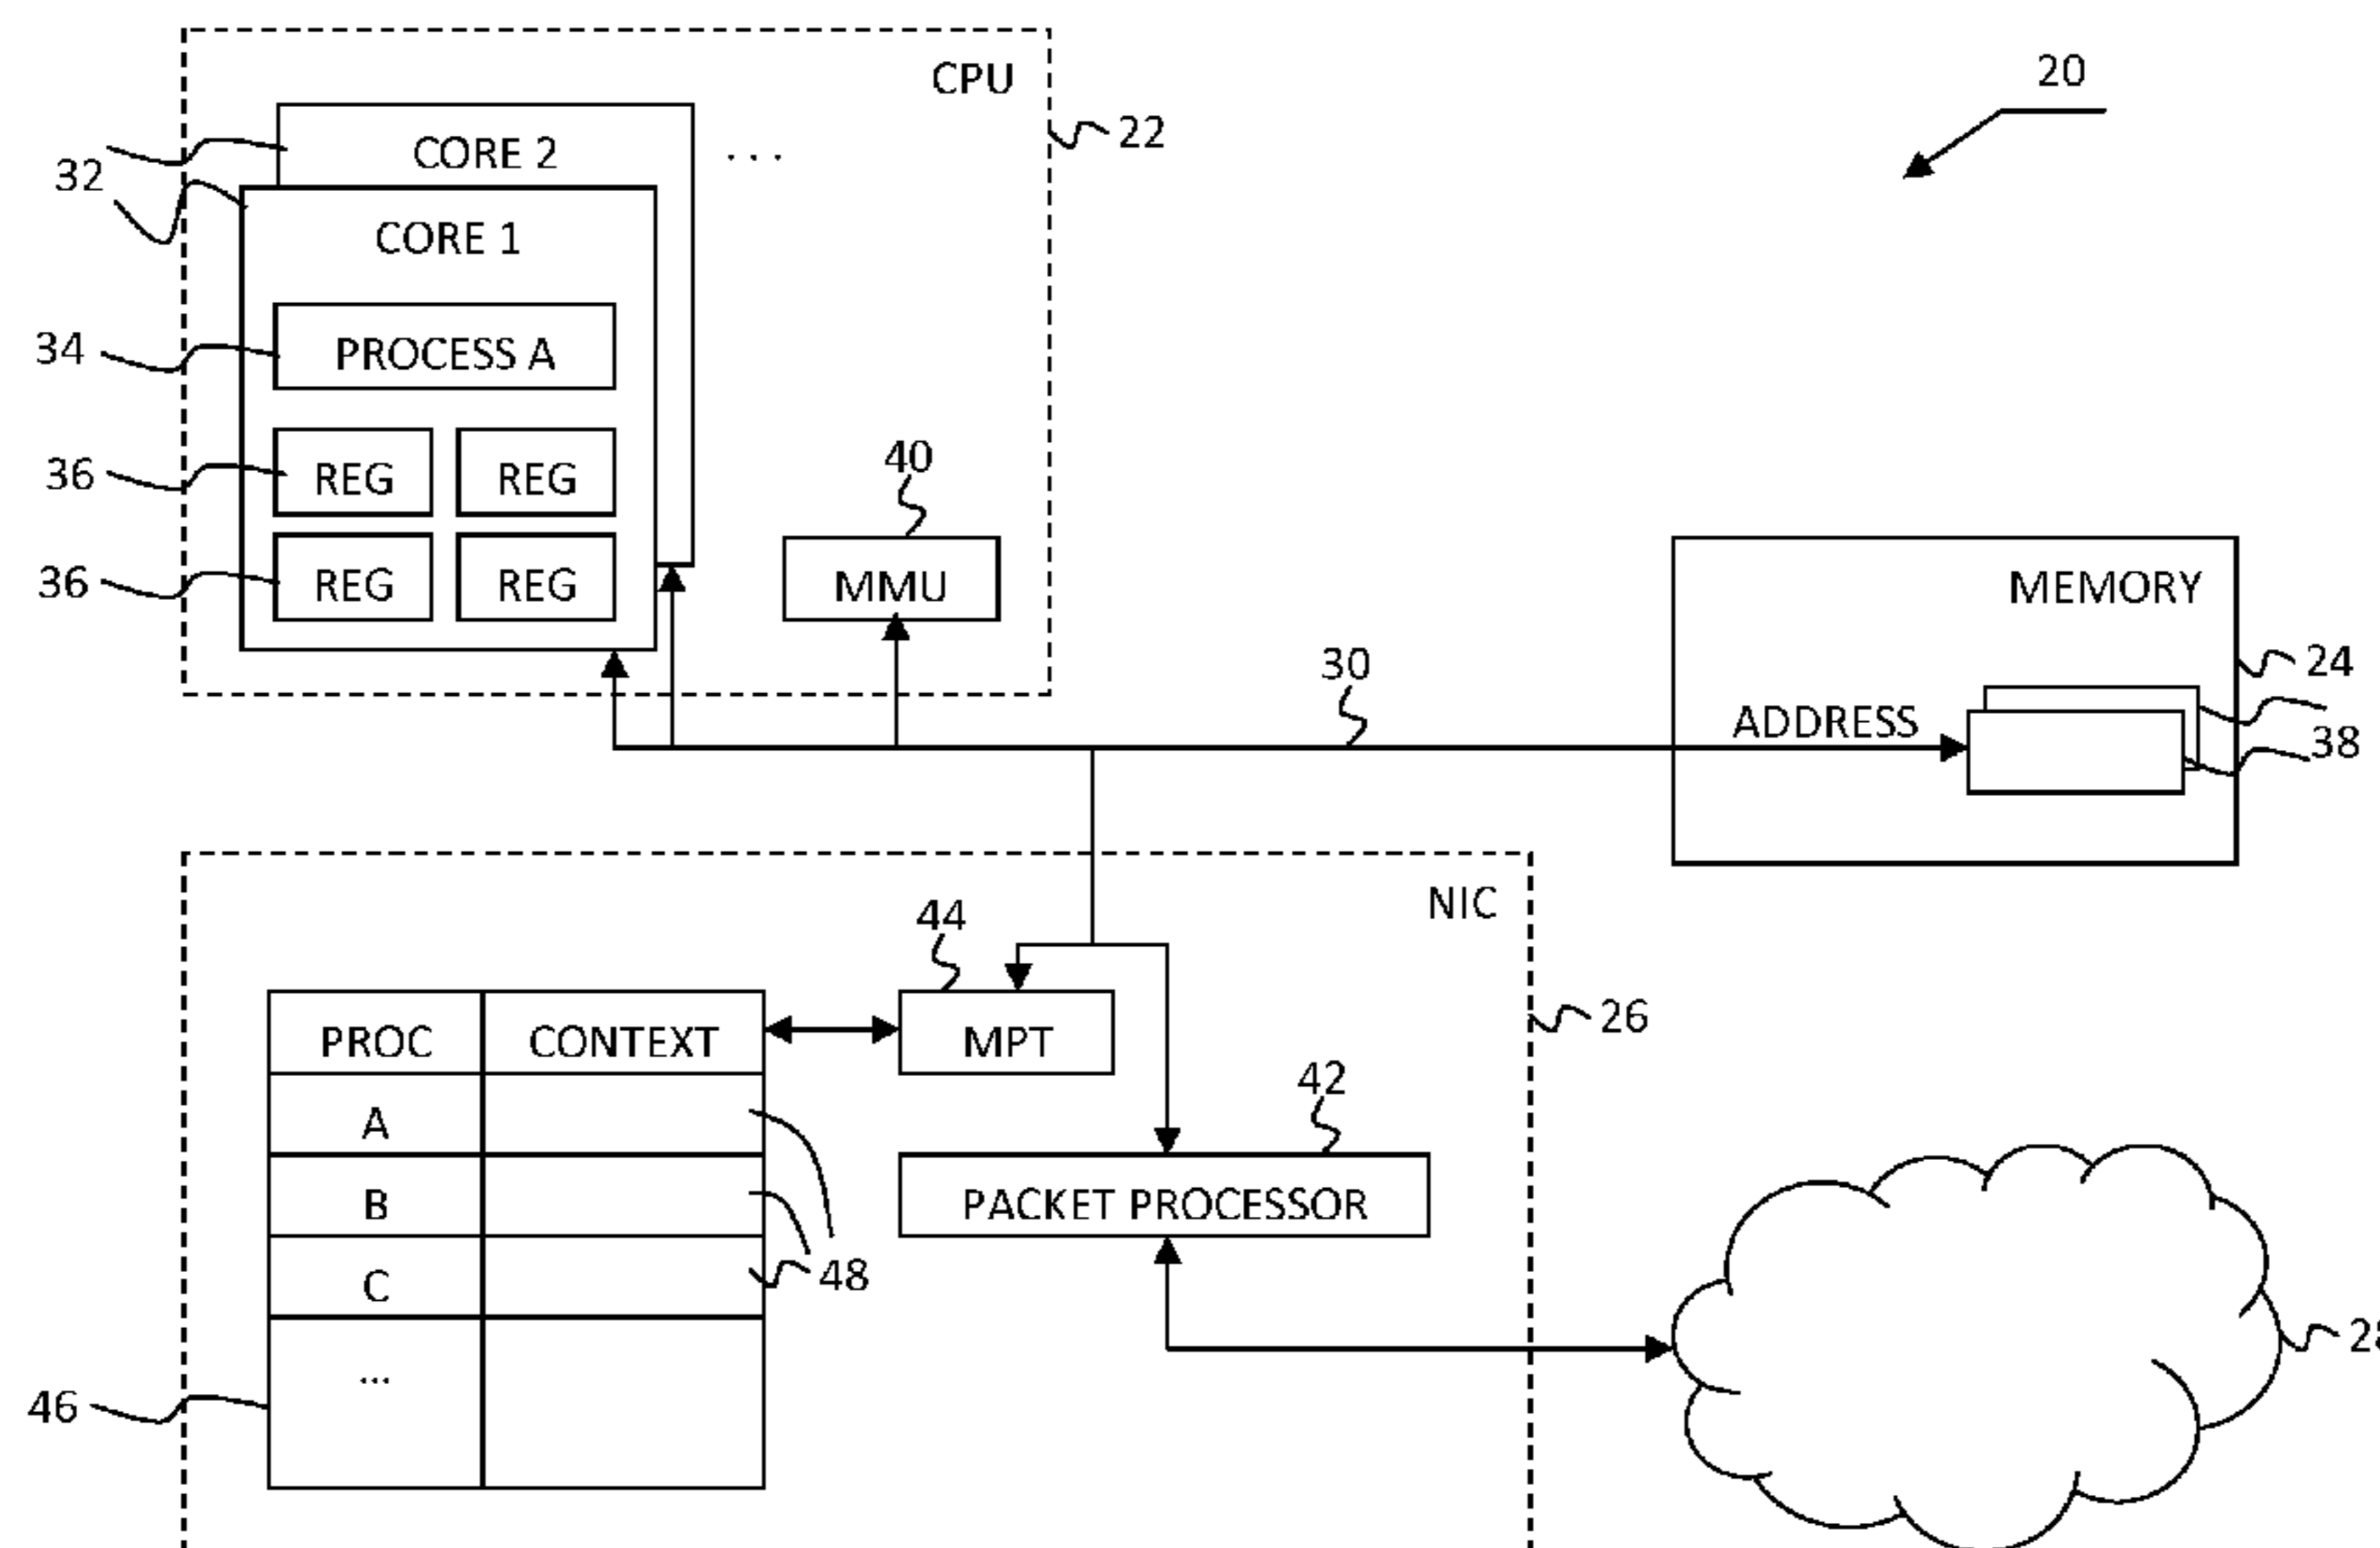 CPU
20
CORE 2
...
22
32
CORE 1
34
PROCESS A
36
REG
REG
40
36
REG
REG
MMU
MEMORY
30
24
ADDRESS
38
NIC
44
26
PROC
CONTEXT
MPT
42
A
B
PACKET PROCESSOR
C
48
28
...
46